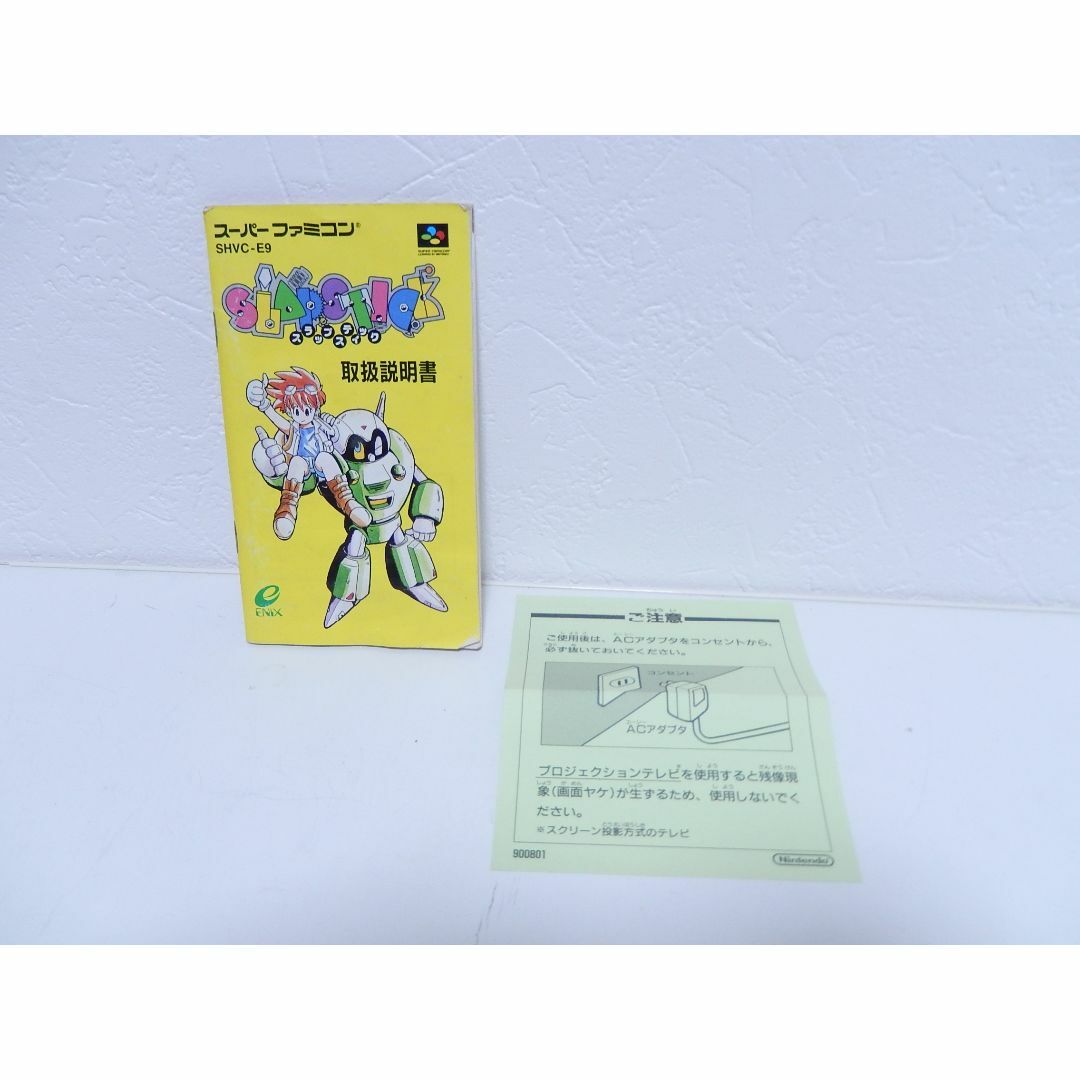 スーパーファミコン®
SHVC-E9
SLAPSTICK
スラップスティック
取扱説明書
ENIX
ちゅう い
ご注意
ご使用後は、ACアダプタをコンセントから、
必ず抜いておいてください。
コンセント
ACアダプタ
プロジェクションテレビを使用すると残像現
象(画面ヤケ)が生ずるため、使用しないでく
ださい。
※スクリーン投影方式のテレビ
900801
Nintendo